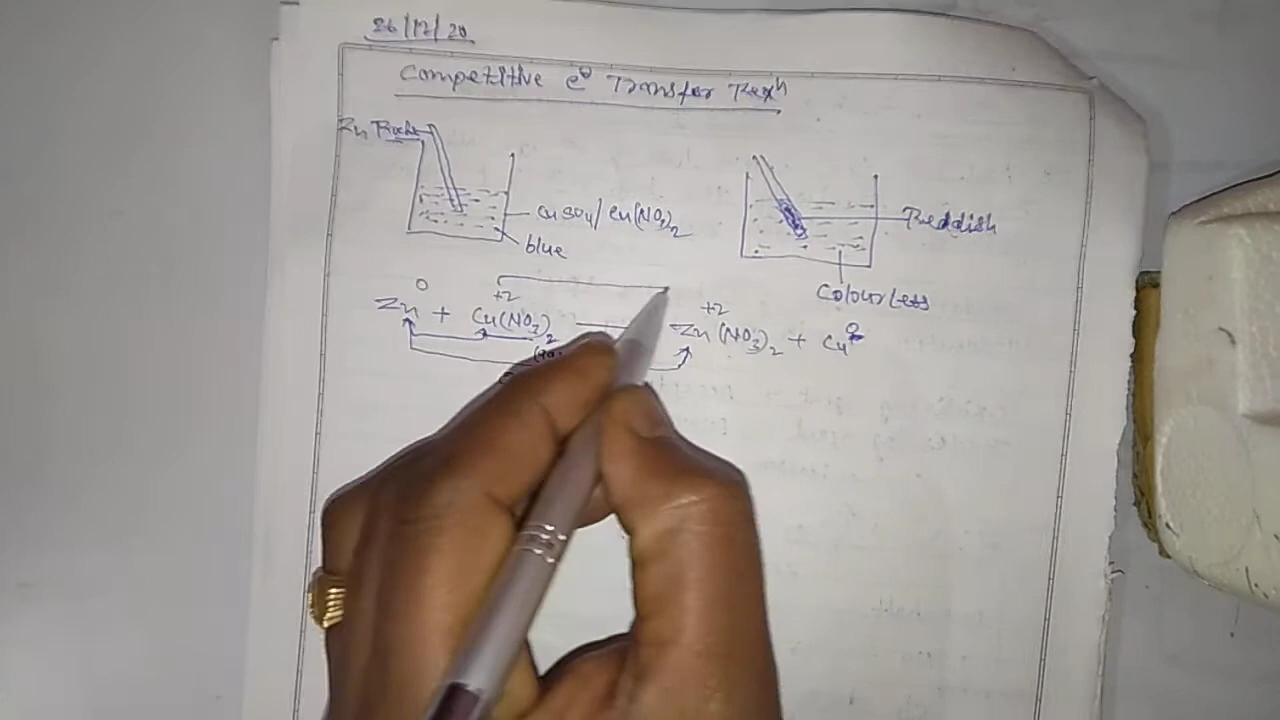 26/12/20
Competitive e⊖ Transfer Rexⁿ
Zn Rod
CuSO4/Cu(NO3)2
blue
Reddish
Colourless
0 +2 +2 0
Zn + Cu(NO3)2 Zn(NO3)2 + Cu